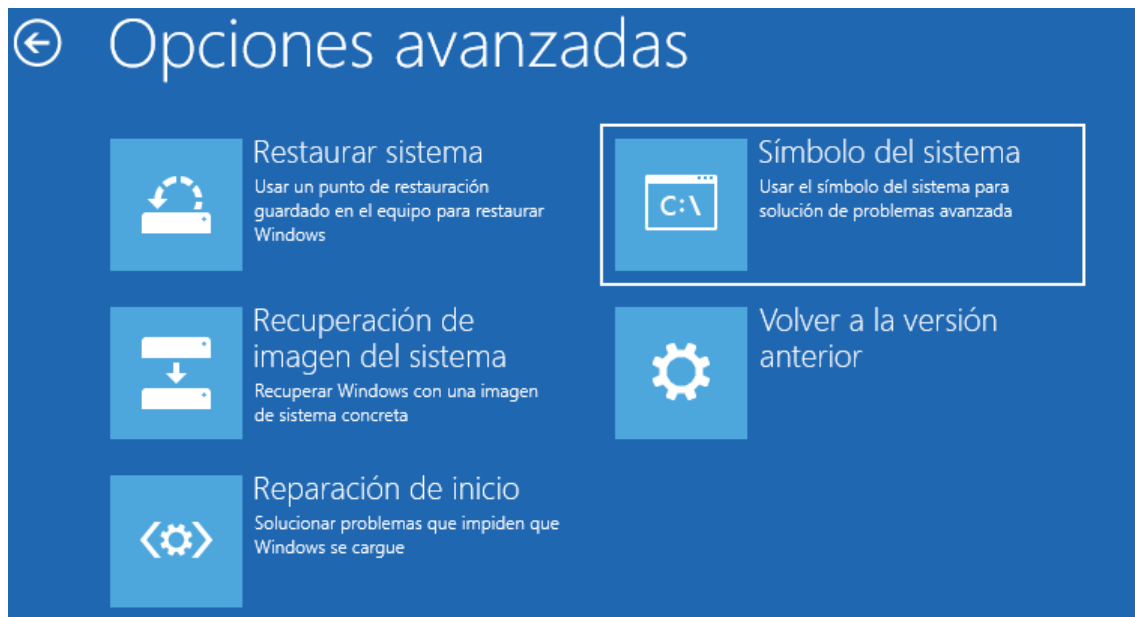 Opciones avanzadas
Restaurar sistema
Usar un punto de restauración
guardado en el equipo para restaurar
Windows
Recuperación de
imagen del sistema
Recuperar Windows con una imagen
de sistema concreta
Reparación de inicio
Solucionar problemas que impiden que
Windows se cargue
C:\
Símbolo del sistema
Usar el símbolo del sistema para
solución de problemas avanzada
Volver a la versión
anterior